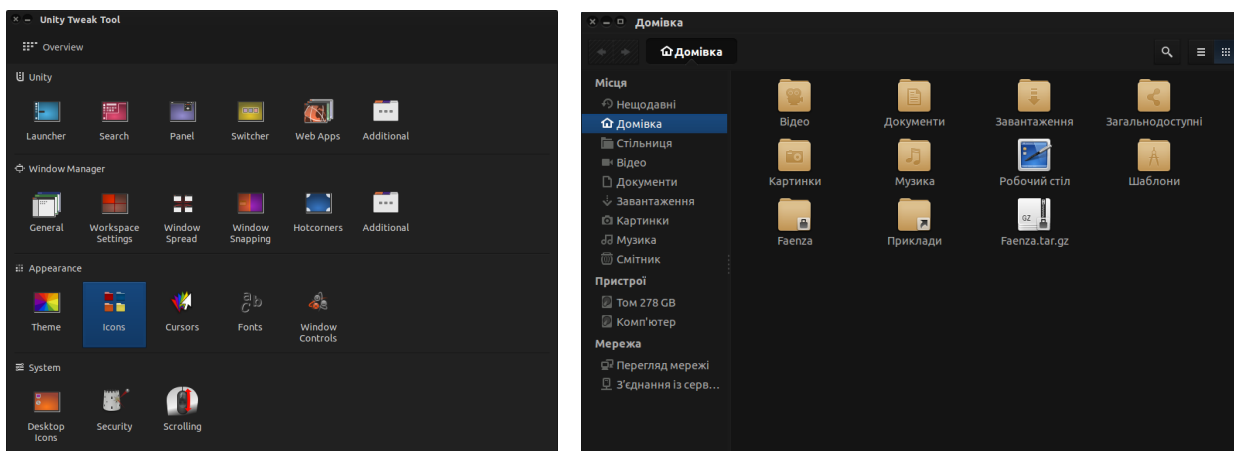 Unity Tweak Tool
Overview
Unity
Launcher
Search
Panel
Switcher
Web Apps
Additional
Window Manager
General
Workspace
Settings
Window
Spread
Window
Snapping
Hotcorners
Additional
Appearance
Theme
Icons
Cursors
Fonts
Window
Controls
System
Desktop
Icons
Security
Scrolling
Домівка
Домівка
Місця
Нещодавні
Домівка
Стільниця
Відео
Документи
Завантаження
Картинки
Музика
Смітник
Пристрої
Том 278 GB
Комп'ютер
Мережа
Перегляд мережі
З'єднання із серв...
Відео
Документи
Завантаження
Загальнодоступні
Картинки
Музика
Робочий стіл
Шаблони
GZ
Faenza
Приклади
Faenza.tar.gz